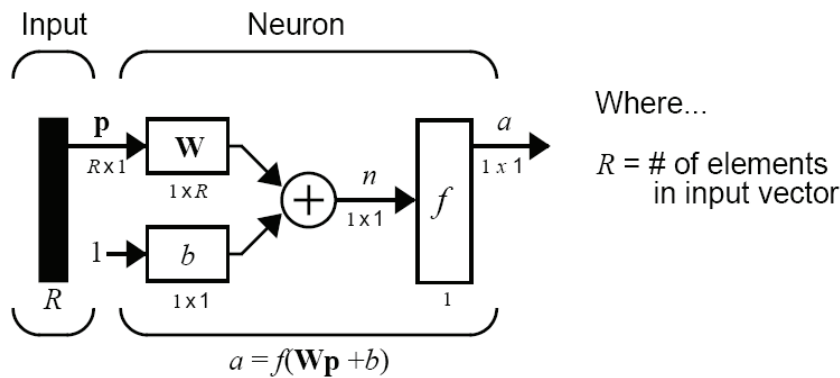 Input
Neuron
p
R x 1
W
1 x R
1
b
1 x 1
n
1 x 1
f
1
a
1 x 1
R
a = f(Wp +b)
Where...
R = # of elements
in input vector